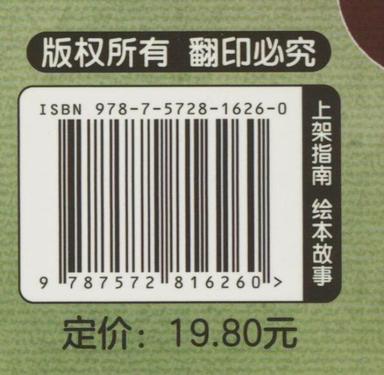 版权所有 翻印必究
ISBN 978-7-5728-1626-0
9 787572 816260 >
上架指南 绘本故事
定价：19.80元